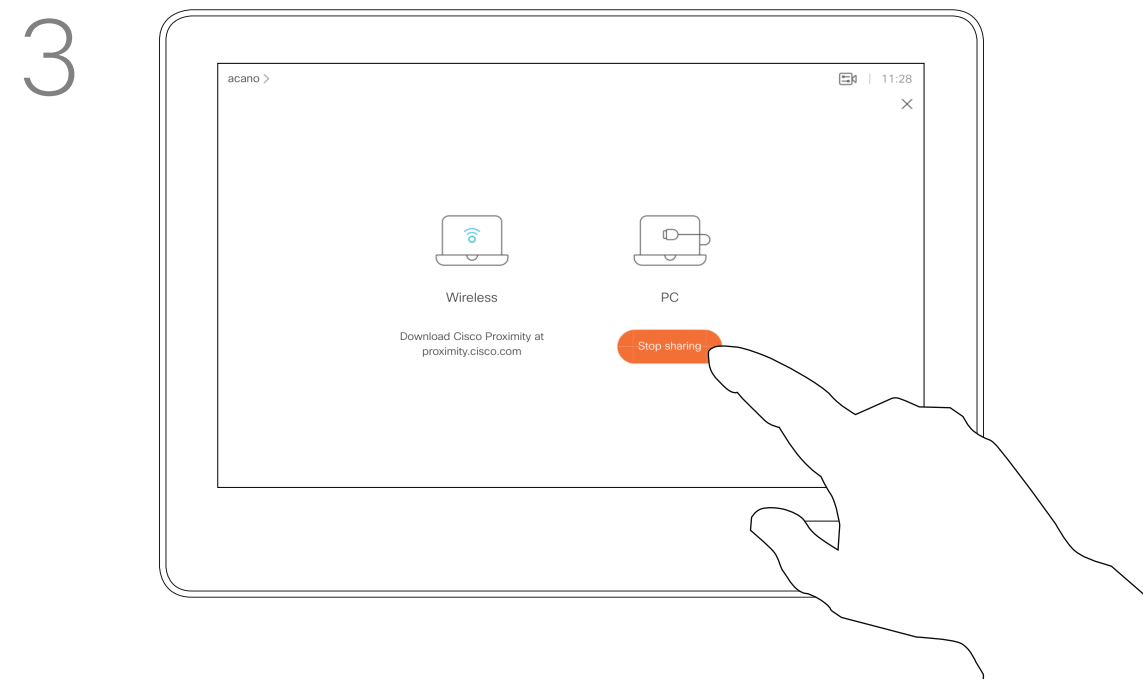 3
acano >
11:28
Wireless
PC
Download Cisco Proximity at
proximity.cisco.com
Stop sharing